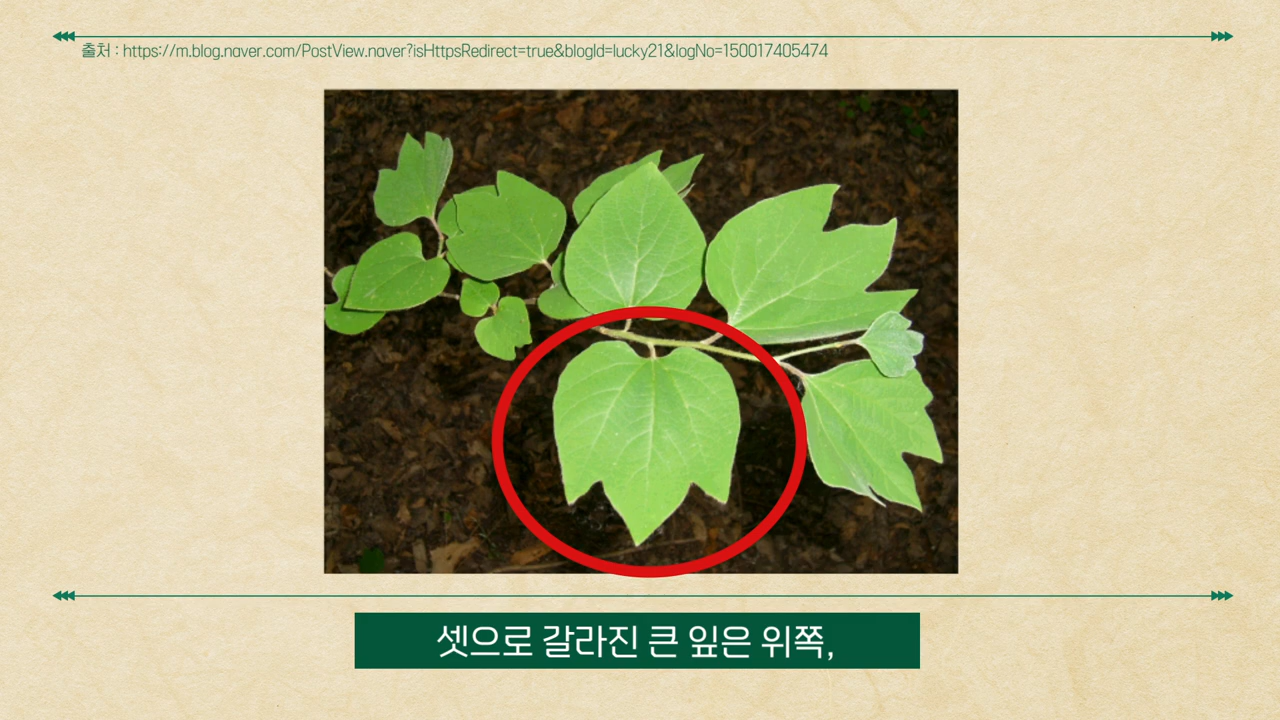 출처 : https://m.blog.naver.com/PostView.naver?isHttpsRedirect=true&blogId=lucky21&logNo=150017405474
셋으로 갈라진 큰 잎은 위쪽,